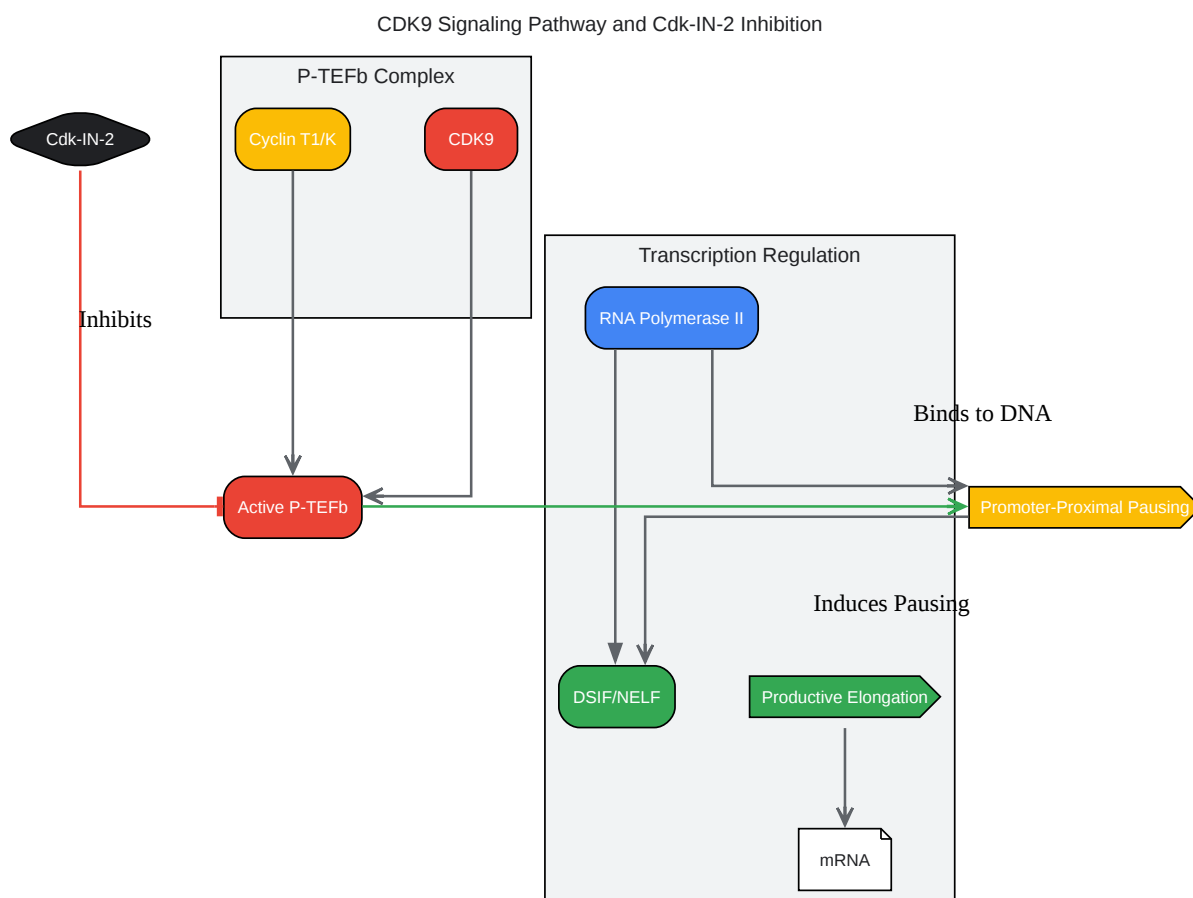 CDK9 Signaling Pathway and Cdk-IN-2 Inhibition
P-TEFb Complex
Cdk-IN-2
Cyclin T1/K
CDK9
Transcription Regulation
RNA Polymerase II
Inhibits
Binds to DNA
Active P-TEFb
Promoter-Proximal Pausing
Induces Pausing
DSIF/NELF
Productive Elongation
mRNA